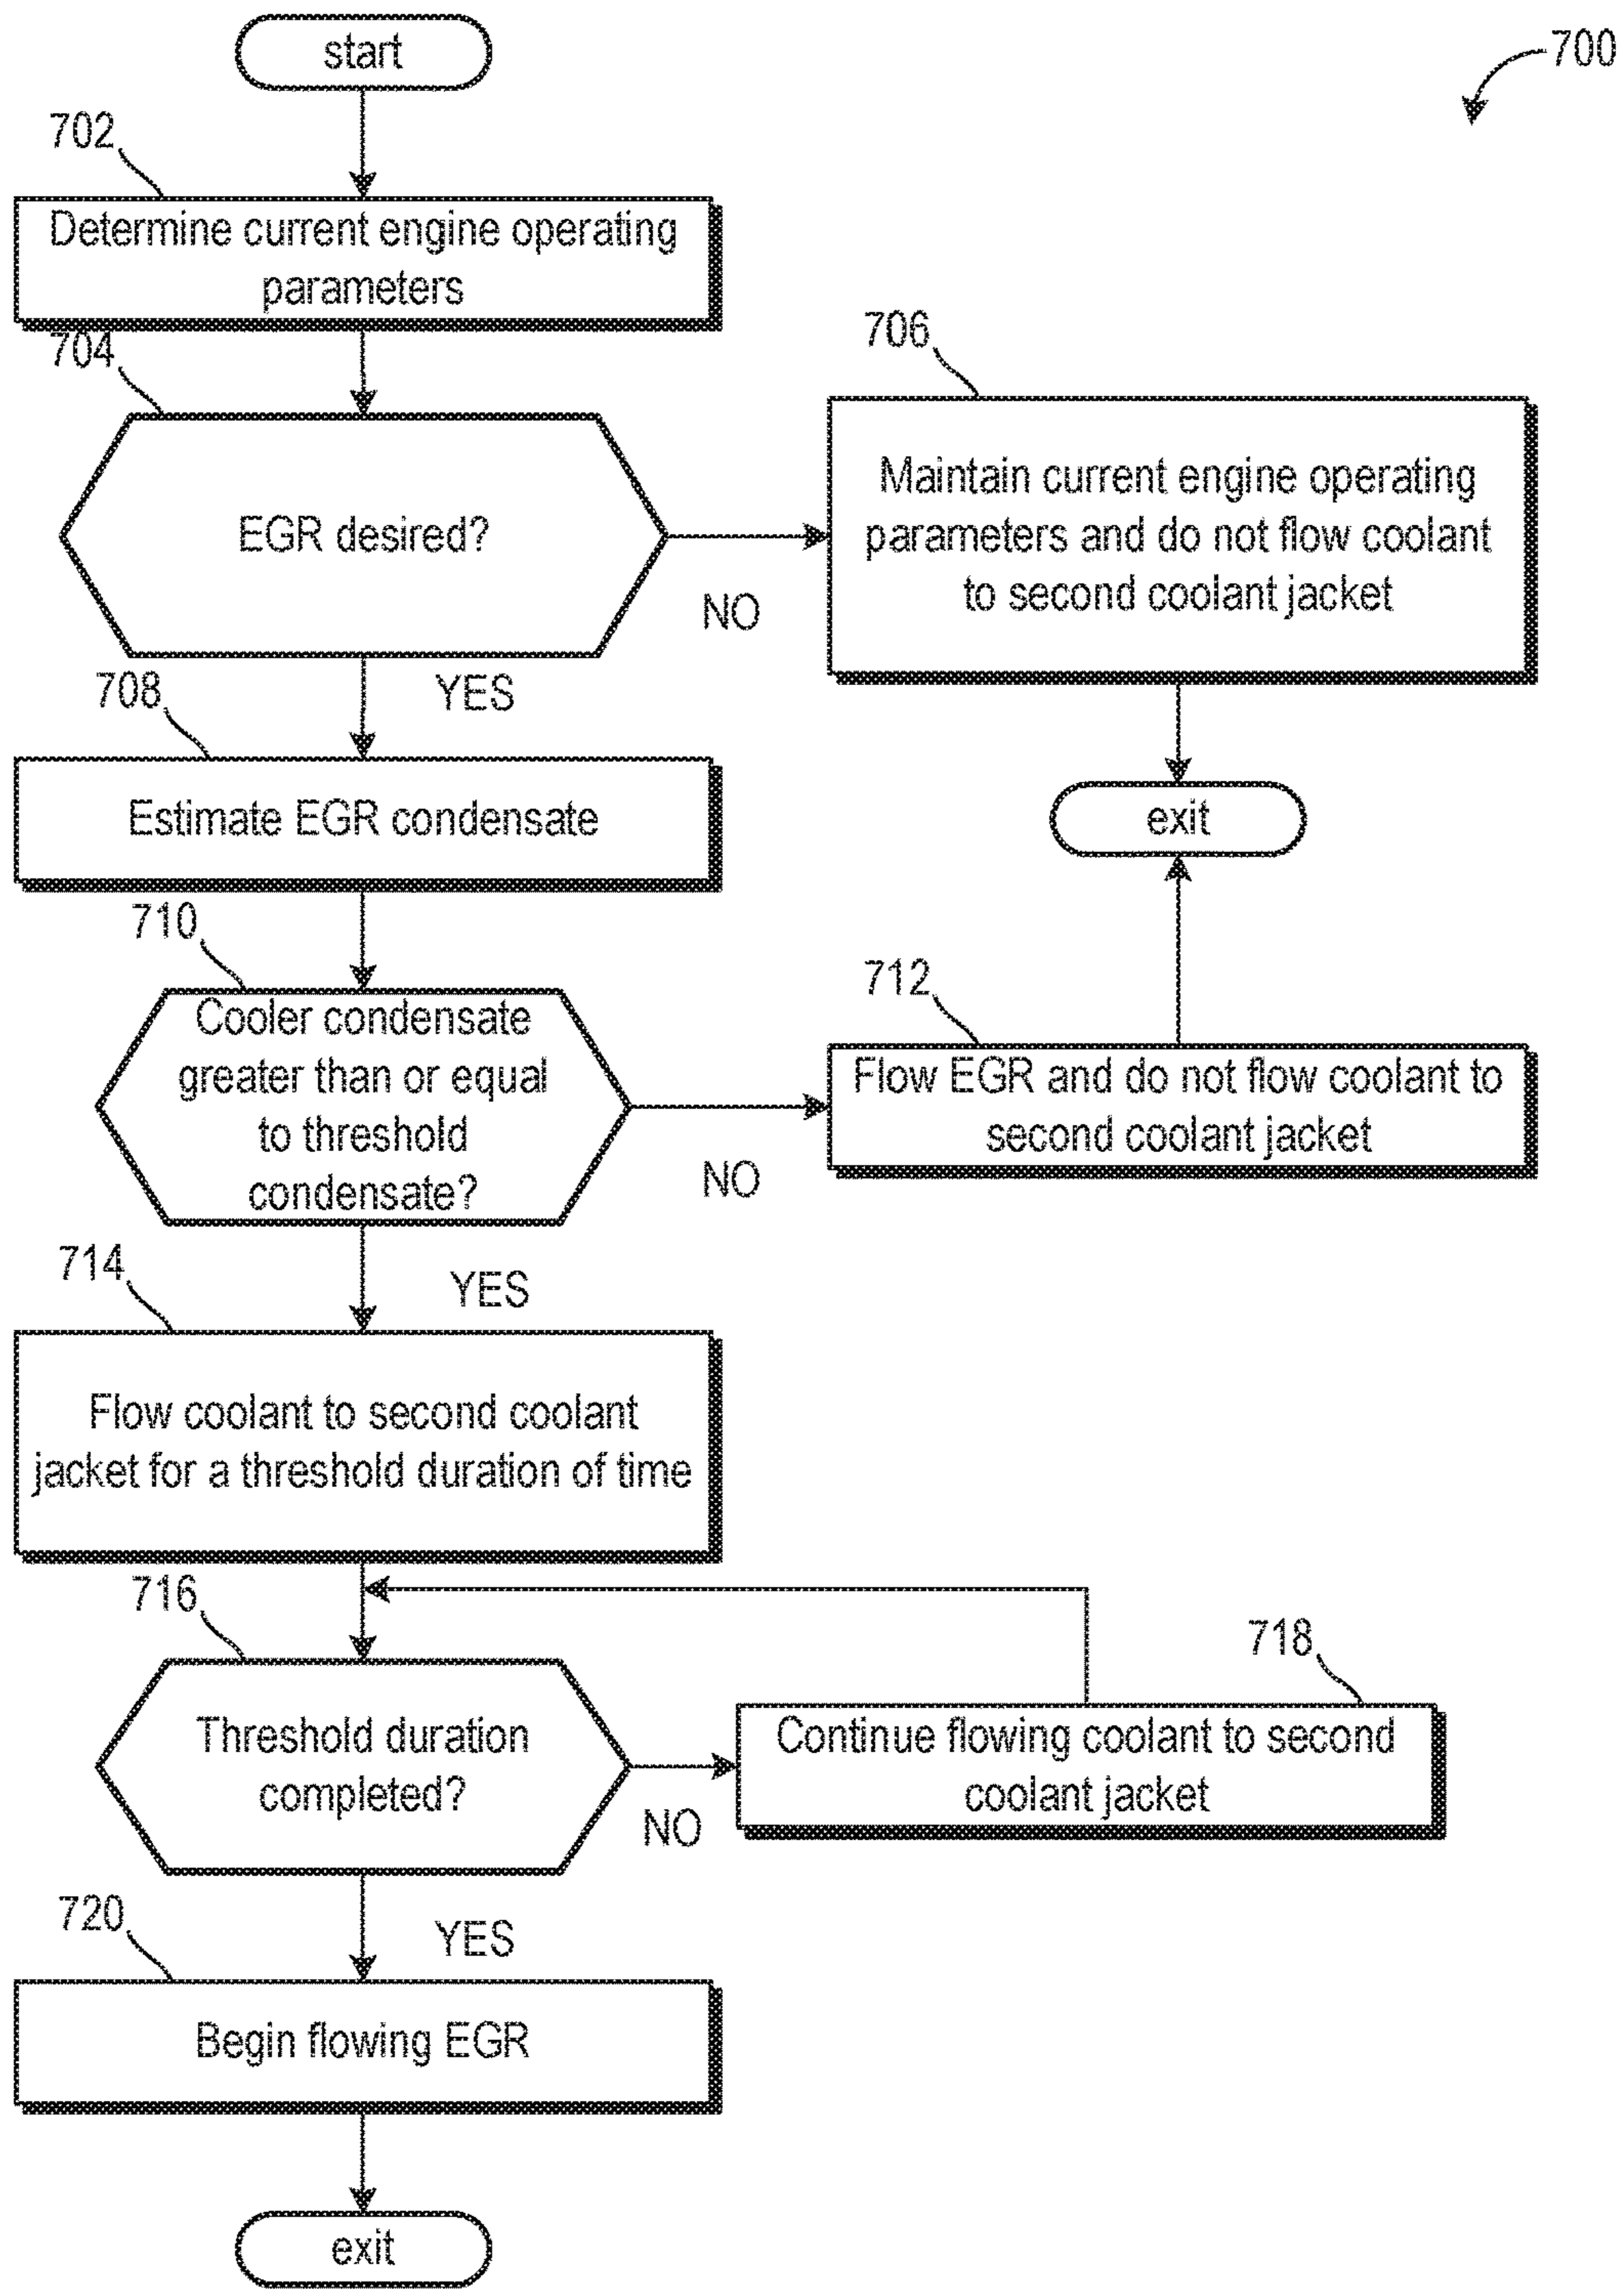 start
700
702
Determine current engine operating
parameters
704
EGR desired?
NO
YES
706
Maintain current engine operating
parameters and do not flow coolant
to second coolant jacket
exit
708
Estimate EGR condensate
710
Cooler condensate
greater than or equal
to threshold
condensate?
NO
YES
712
Flow EGR and do not flow coolant to
second coolant jacket
714
Flow coolant to second coolant
jacket for a threshold duration of time
716
Threshold duration
completed?
NO
YES
718
Continue flowing coolant to second
coolant jacket
720
Begin flowing EGR
exit